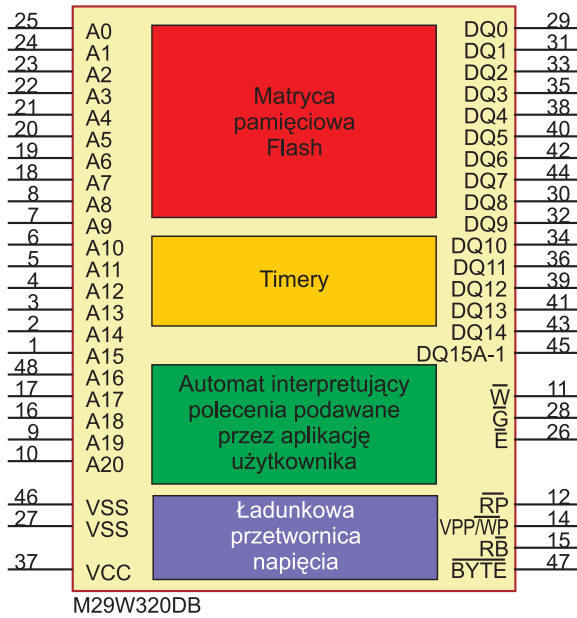 25 A0 DQ0 29
24 A1 DQ1 31
23 A2 DQ2 33
22 A3 DQ3 35
21 A4 DQ4 38
20 A5 DQ5 40
19 A6 DQ6 42
18 A7 DQ7 44
8 A8 DQ8 30
7 A9 DQ9 32
6 A10 DQ10 34
5 A11 DQ11 36
4 A12 DQ12 39
3 A13 DQ13 41
2 A14 DQ14 43
1 A15 DQ15A-1 45
48 A16
17 A17 W̅ 11
16 A18 G̅ 28
9 A19 E̅ 26
10 A20
46 VSS R̅P̅ 12
27 VSS VPP/W̅P̅ 14
RB̅ 15
37 VCC B̅Y̅T̅E̅ 47
Matryca
pamięciowa
Flash
Timery
Automat interpretujący
polecenia podawane
przez aplikację
użytkownika
Ładunkowa
przetwornica
napięcia
M29W320DB